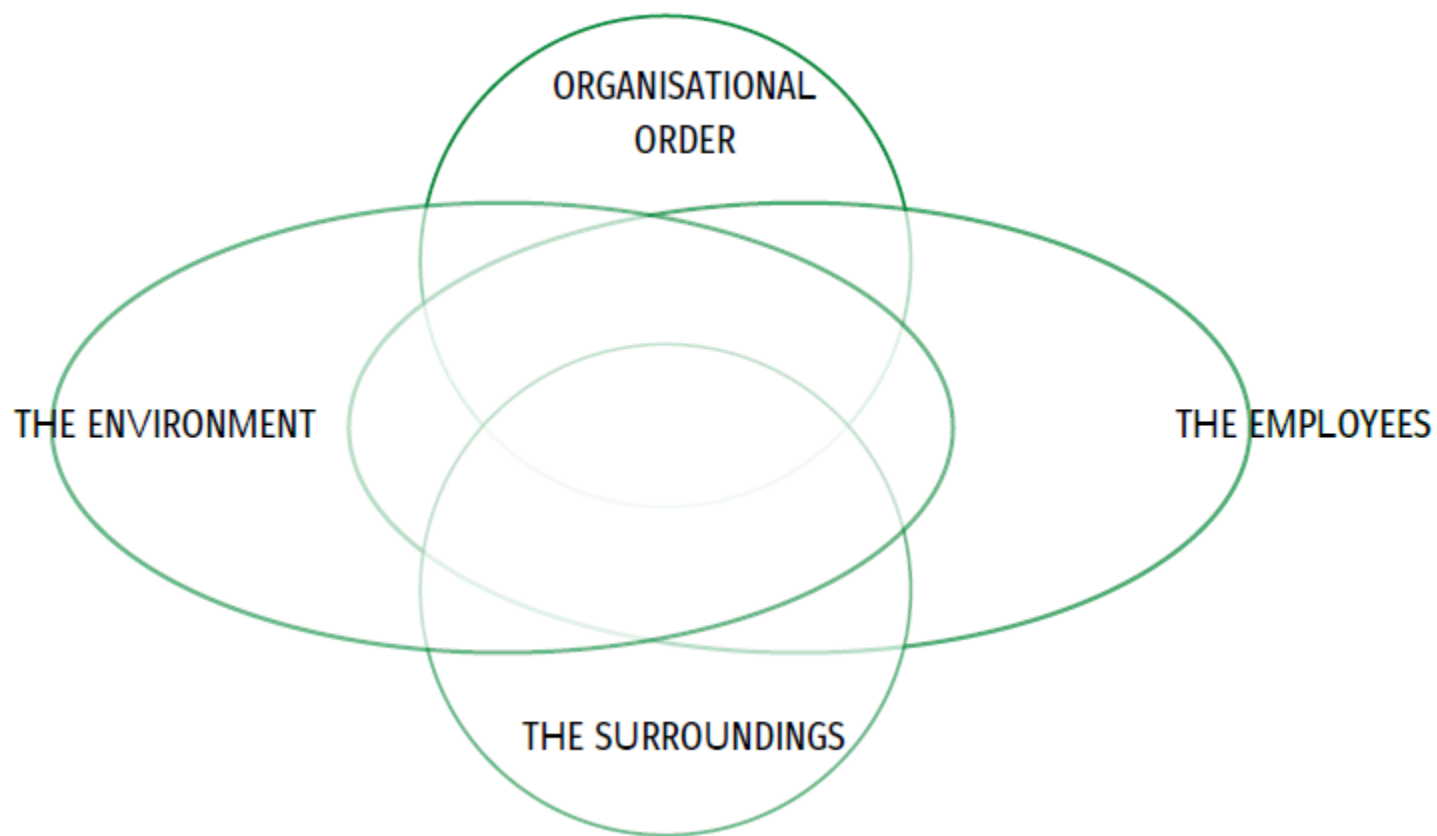 ORGANISATIONAL
ORDER
THE ENVIRONMENT
THE EMPLOYEES
THE SURROUNDINGS